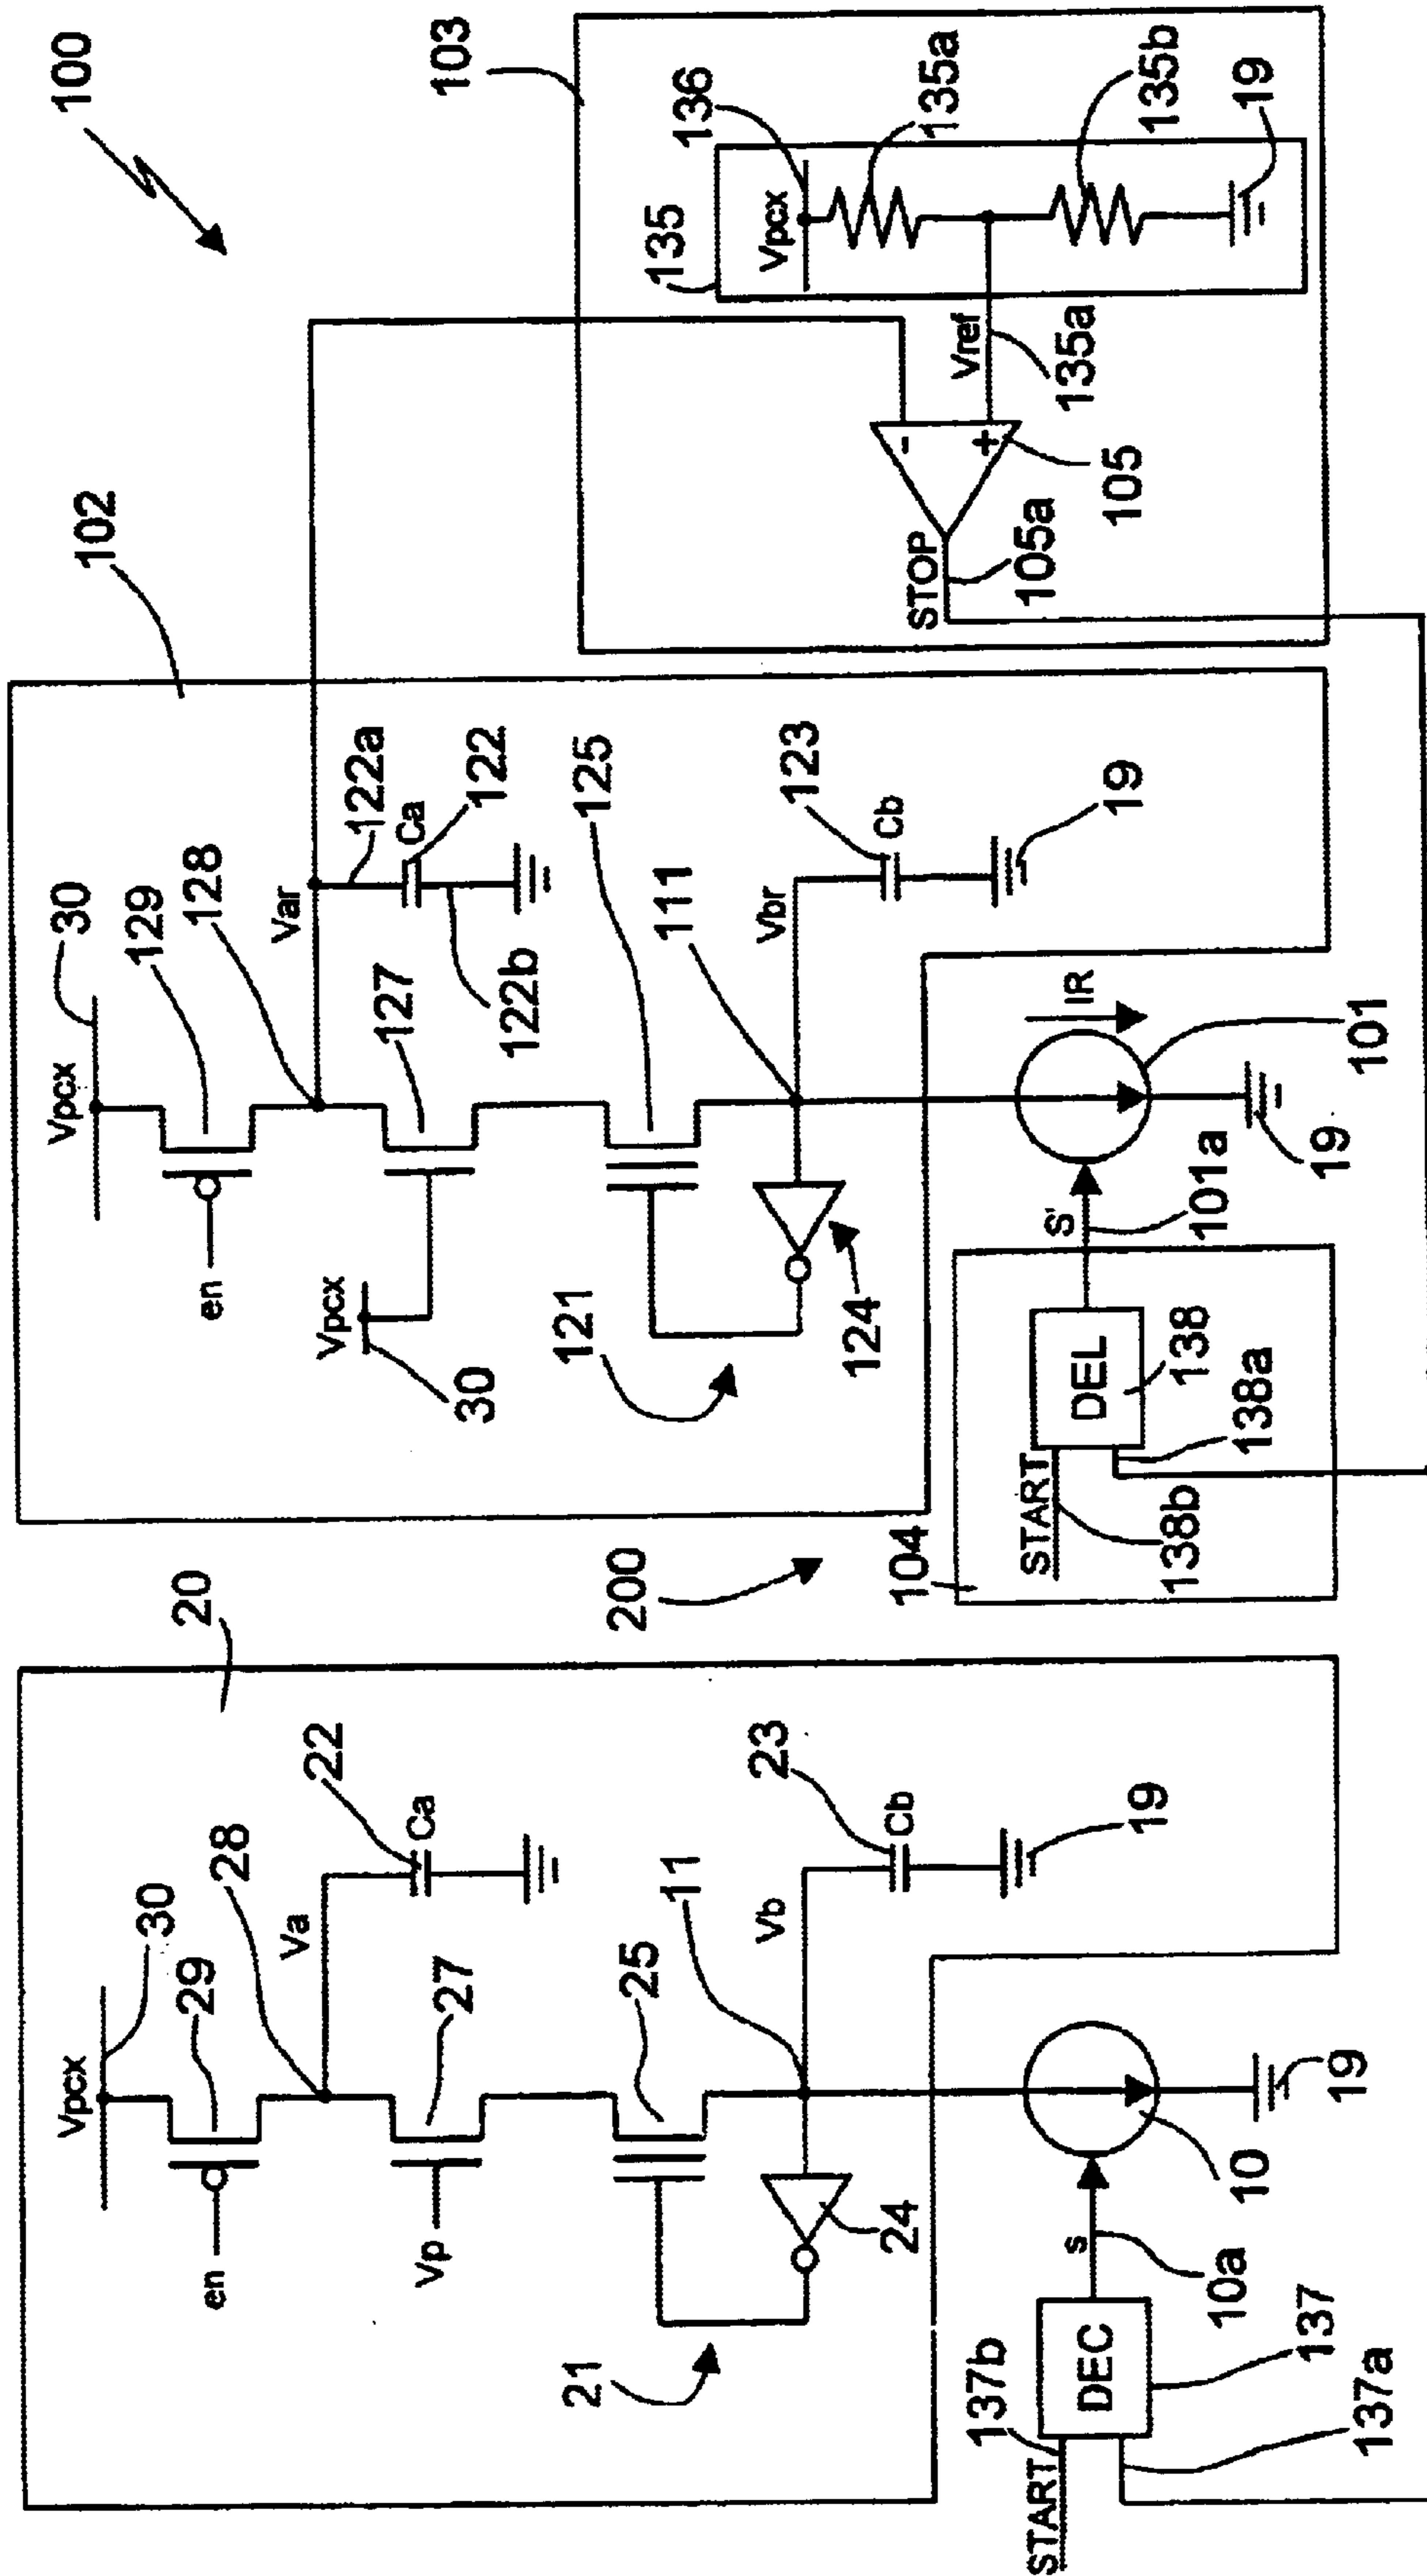 100
20
Vpcx
30
29
en
28
Va
22
Ca
Vp
27
25
21
24
11
Vb
23
Cb
19
START
137b
DEC
137
137a
s
10a
10
19
102
Vpcx
30
129
en
128
Var
122a
Ca
122
122b
Vpcx
30
127
125
121
124
111
Vbr
123
Cb
19
200
104
START
138b
DEL
138
138a
S'
101a
IR
101
19
103
135
136
Vpcx
135a
135b
19
Vref
135a
-
+
105
STOP
105a